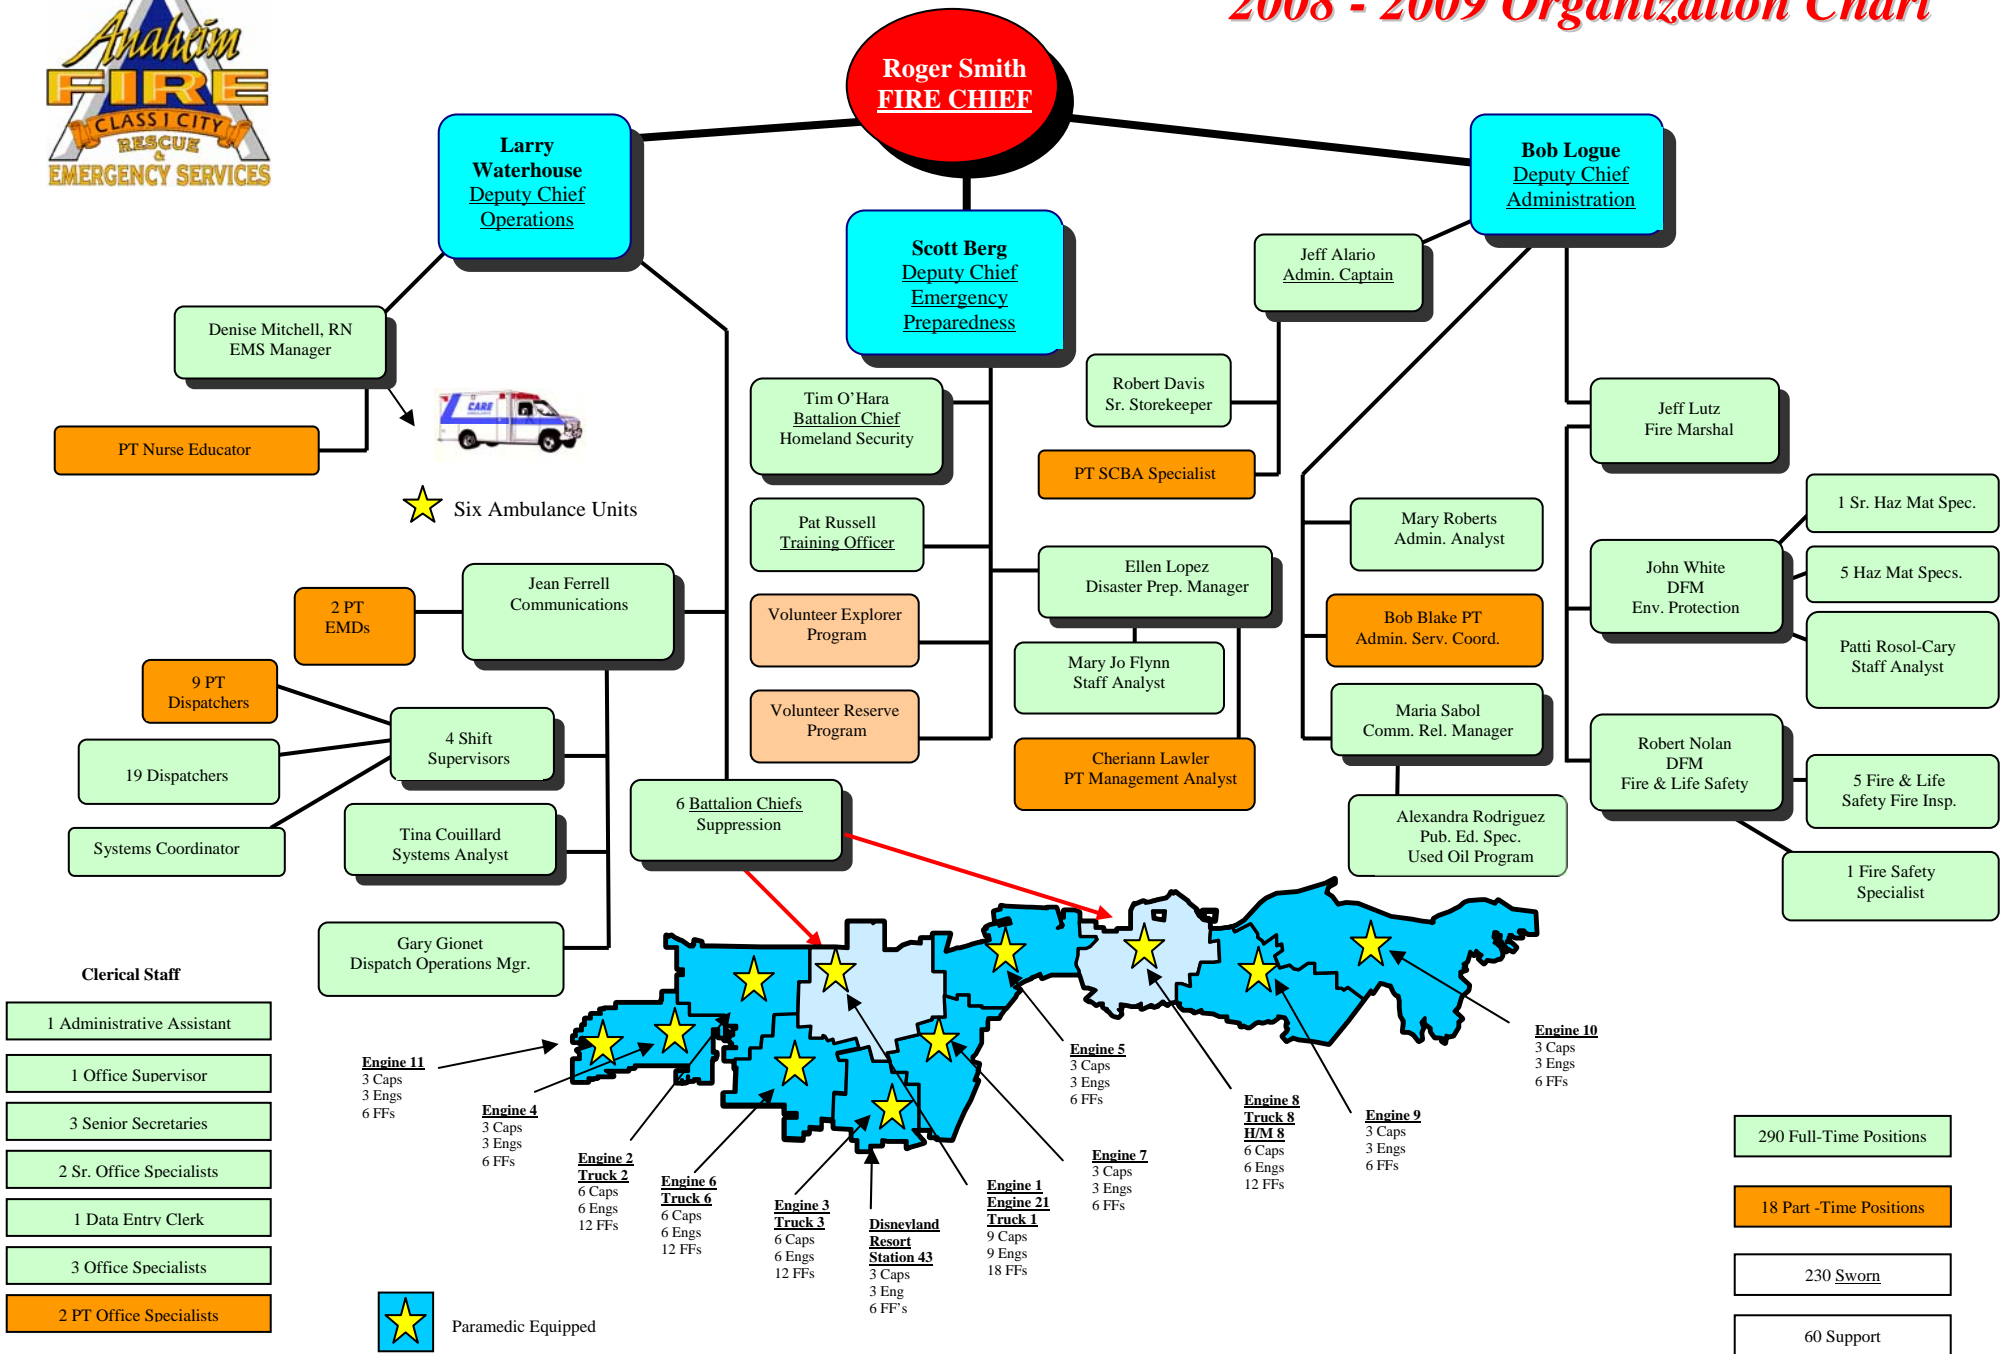 2008 - 2009 Organization Chart
Anaheim
FIRE
CLASS 1 CITY
RESCUE
&
EMERGENCY SERVICES
Roger Smith
FIRE CHIEF
Larry
Waterhouse
Deputy Chief
Operations
Scott Berg
Deputy Chief
Emergency
Preparedness
Bob Logue
Deputy Chief
Administration
Denise Mitchell, RN
EMS Manager
PT Nurse Educator
CARE
AMBULANCE
Six Ambulance Units
Jean Ferrell
Communications
2 PT
EMDs
9 PT
Dispatchers
4 Shift
Supervisors
19 Dispatchers
Systems Coordinator
Tina Couillard
Systems Analyst
Gary Gionet
Dispatch Operations Mgr.
6 Battalion Chiefs
Suppression
Tim O’Hara
Battalion Chief
Homeland Security
Pat Russell
Training Officer
Volunteer Explorer
Program
Volunteer Reserve
Program
Ellen Lopez
Disaster Prep. Manager
Mary Jo Flynn
Staff Analyst
Cheriann Lawler
PT Management Analyst
Jeff Alario
Admin. Captain
Robert Davis
Sr. Storekeeper
PT SCBA Specialist
Mary Roberts
Admin. Analyst
Bob Blake PT
Admin. Serv. Coord.
Maria Sabol
Comm. Rel. Manager
Alexandra Rodriguez
Pub. Ed. Spec.
Used Oil Program
Jeff Lutz
Fire Marshal
John White
DFM
Env. Protection
1 Sr. Haz Mat Spec.
5 Haz Mat Specs.
Patti Rosol-Cary
Staff Analyst
Robert Nolan
DFM
Fire & Life Safety
5 Fire & Life
Safety Fire Insp.
1 Fire Safety
Specialist
Clerical Staff
1 Administrative Assistant
1 Office Supervisor
3 Senior Secretaries
2 Sr. Office Specialists
1 Data Entry Clerk
3 Office Specialists
2 PT Office Specialists
Engine 11
3 Caps
3 Engs
6 FFs
Engine 4
3 Caps
3 Engs
6 FFs
Engine 2
Truck 2
6 Caps
6 Engs
12 FFs
Engine 6
Truck 6
6 Caps
6 Engs
12 FFs
Engine 3
Truck 3
6 Caps
6 Engs
12 FFs
Disneyland
Resort
Station 43
3 Caps
3 Eng
6 FF’s
Engine 1
Engine 21
Truck 1
9 Caps
9 Engs
18 FFs
Engine 7
3 Caps
3 Engs
6 FFs
Engine 5
3 Caps
3 Engs
6 FFs
Engine 8
Truck 8
H/M 8
6 Caps
6 Engs
12 FFs
Engine 9
3 Caps
3 Engs
6 FFs
Engine 10
3 Caps
3 Engs
6 FFs
Paramedic Equipped
290 Full-Time Positions
18 Part -Time Positions
230 Sworn
60 Support